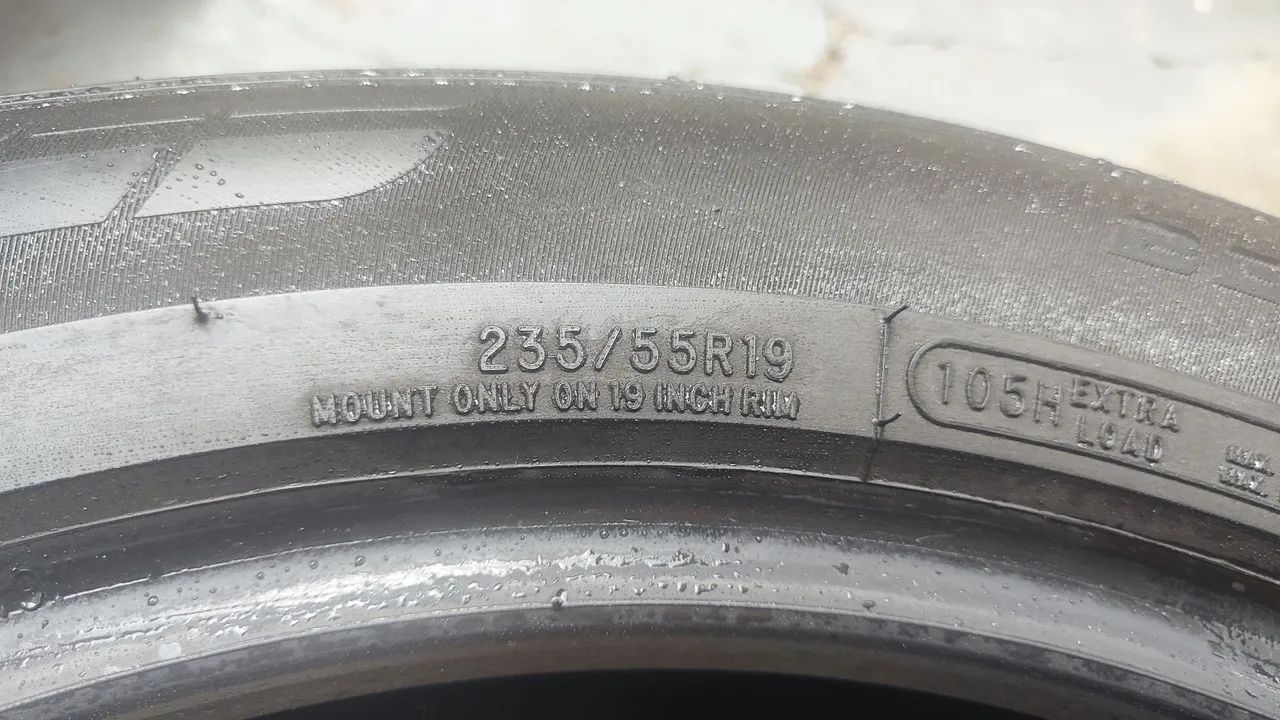 235/55R19
MOUNT ONLY ON 19 INCH RIM
105H EXTRA
LOAD